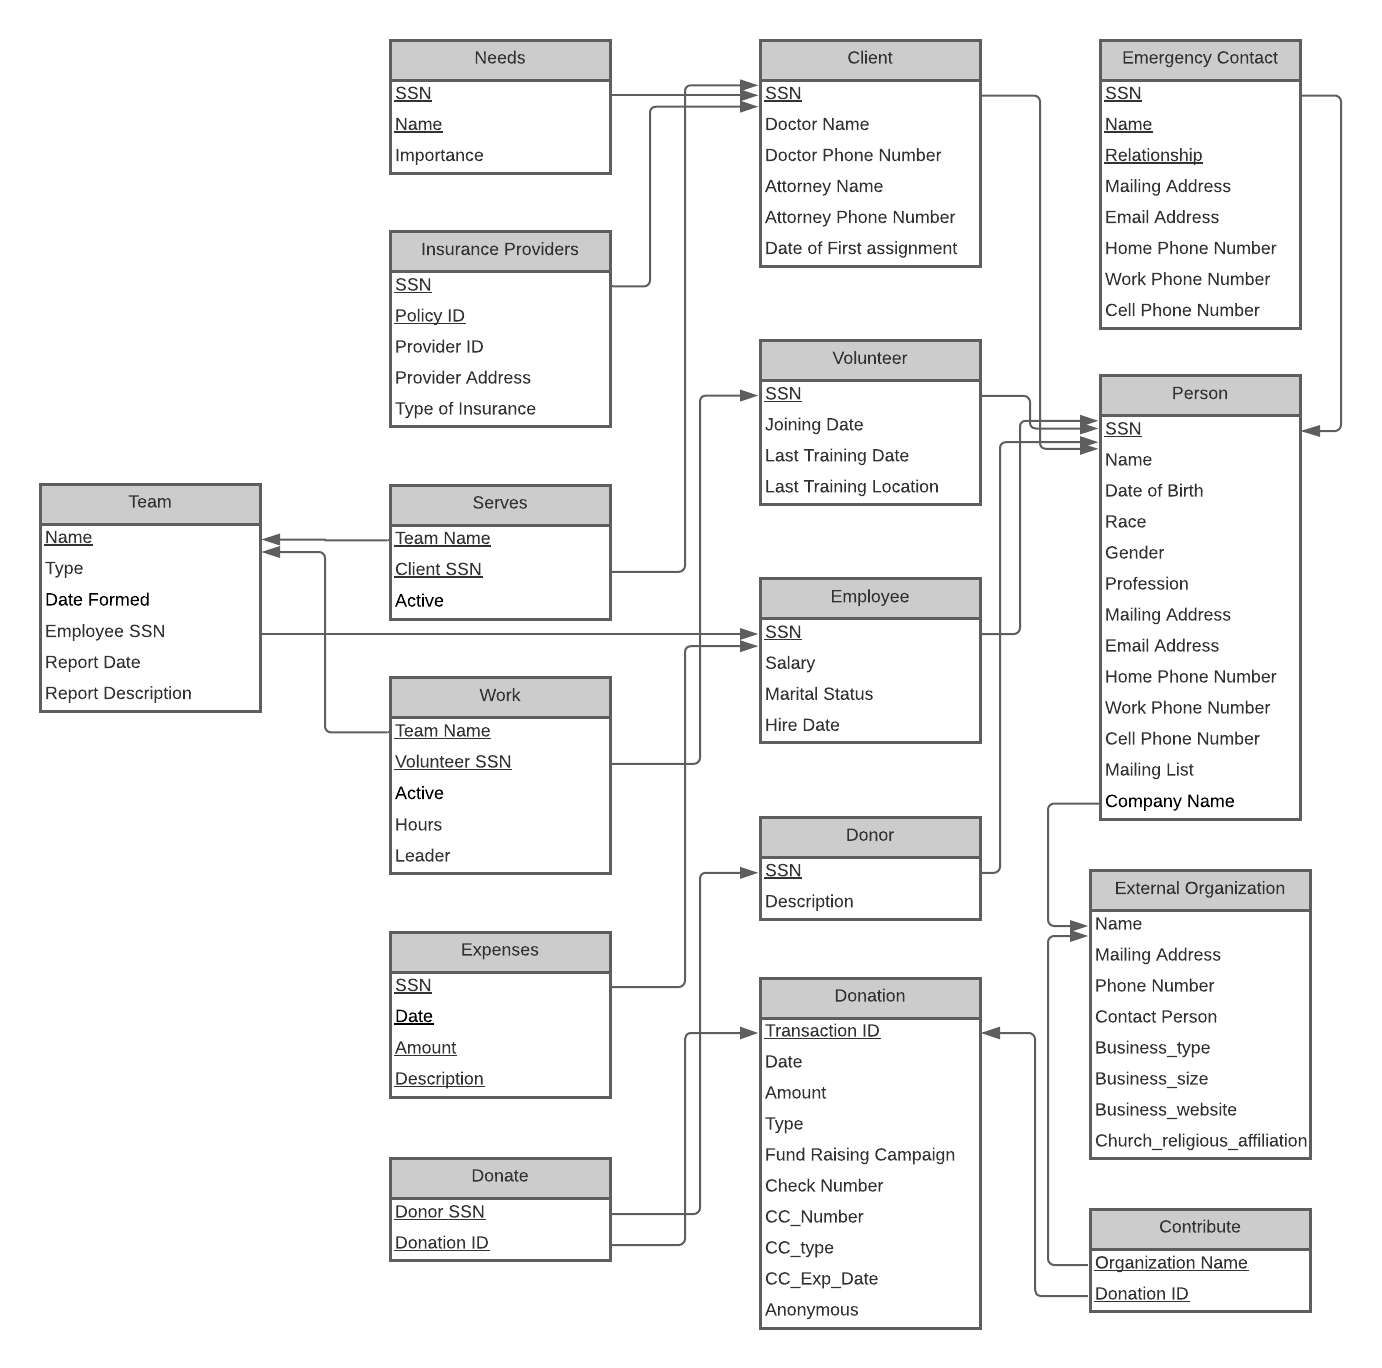 Needs
SSN
Name
Importance
Client
SSN
Doctor Name
Doctor Phone Number
Attorney Name
Attorney Phone Number
Date of First assignment
Emergency Contact
SSN
Name
Relationship
Mailing Address
Email Address
Home Phone Number
Work Phone Number
Cell Phone Number
Insurance Providers
SSN
Policy ID
Provider ID
Provider Address
Type of Insurance
Volunteer
SSN
Joining Date
Last Training Date
Last Training Location
Person
SSN
Name
Date of Birth
Race
Gender
Profession
Mailing Address
Email Address
Home Phone Number
Work Phone Number
Cell Phone Number
Mailing List
Company Name
Team
Name
Type
Date Formed
Employee SSN
Report Date
Report Description
Serves
Team Name
Client SSN
Active
Employee
SSN
Salary
Marital Status
Hire Date
Work
Team Name
Volunteer SSN
Active
Hours
Leader
Donor
SSN
Description
External Organization
Name
Mailing Address
Phone Number
Contact Person
Business_type
Business_size
Business_website
Church_religious_affiliation
Expenses
SSN
Date
Amount
Description
Donation
Transaction ID
Date
Amount
Type
Fund Raising Campaign
Check Number
CC_Number
CC_type
CC_Exp_Date
Anonymous
Donate
Donor SSN
Donation ID
Contribute
Organization Name
Donation ID